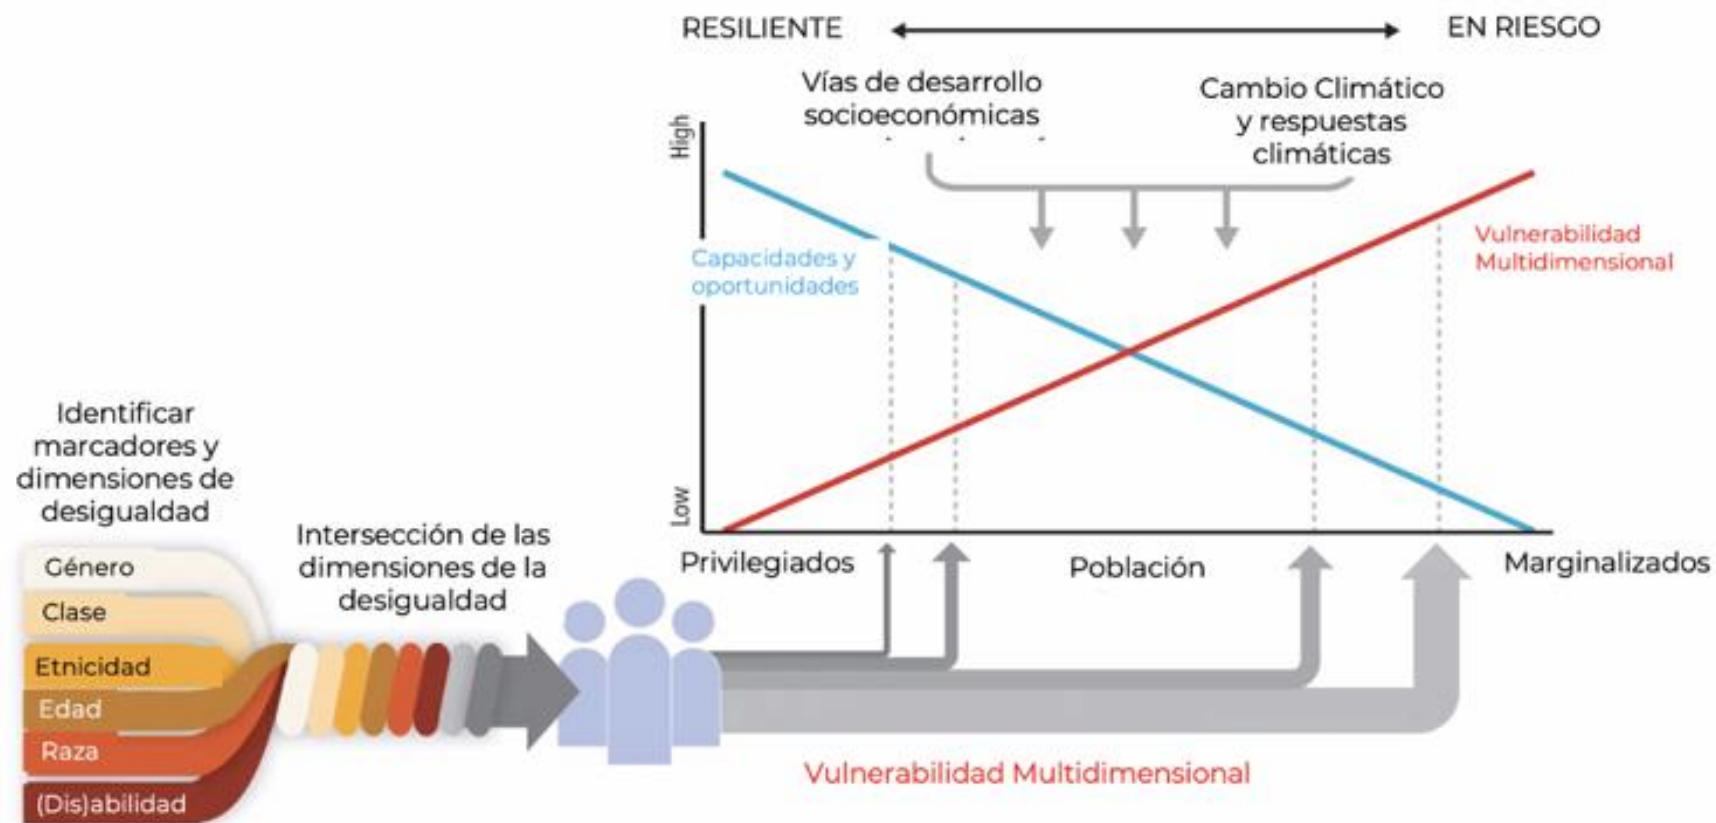 RESILIENTE
EN RIESGO
Vías de desarrollo
socioeconómicas
Cambio Climático
y respuestas
climáticas
High
Capacidades y
oportunidades
Vulnerabilidad
Multidimensional
Low
Privilegiados
Población
Marginalizados
Identificar
marcadores y
dimensiones de
desigualdad
Intersección de las
dimensiones de la
desigualdad
Género
Clase
Etnicidad
Edad
Raza
(Dis)abilidad
Vulnerabilidad Multidimensional